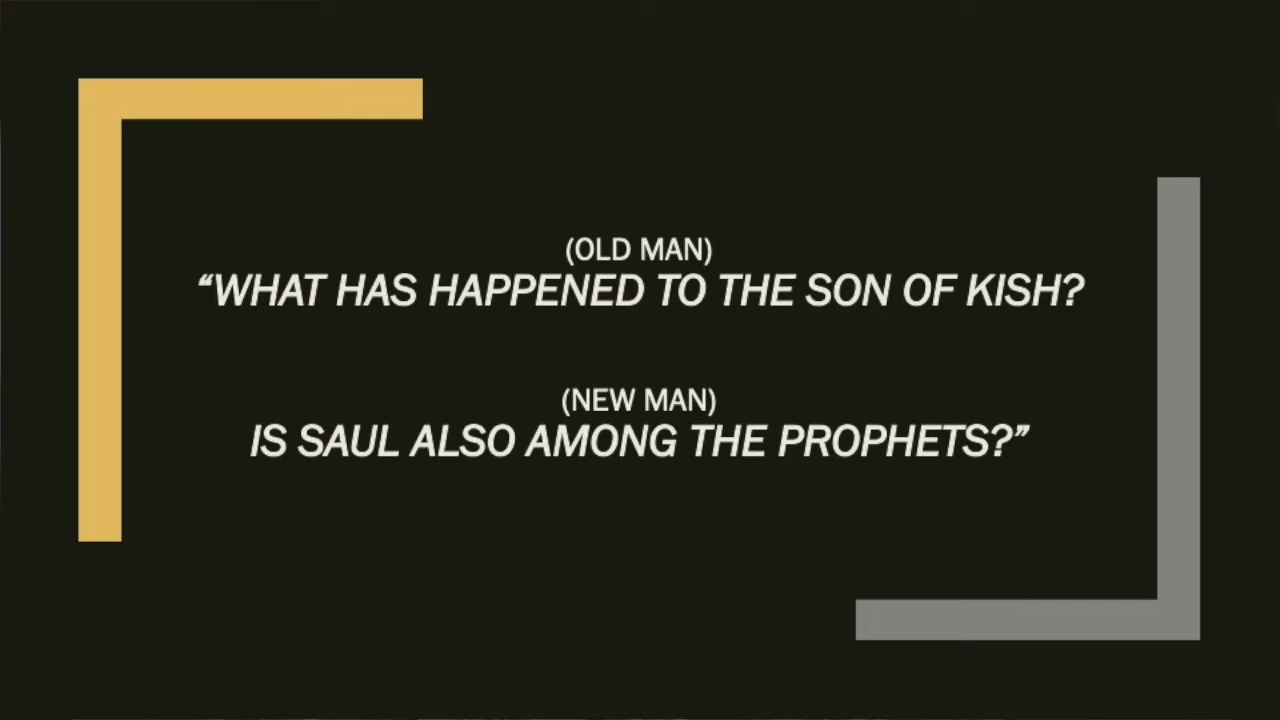 (OLD MAN)
“WHAT HAS HAPPENED TO THE SON OF KISH?
(NEW MAN)
IS SAUL ALSO AMONG THE PROPHETS?”